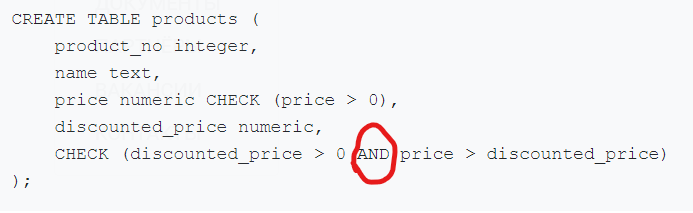 CREATE TABLE products (
product_no integer,
name text,
price numeric CHECK (price > 0),
discounted_price numeric,
CHECK (discounted_price > 0 AND price > discounted_price)
);